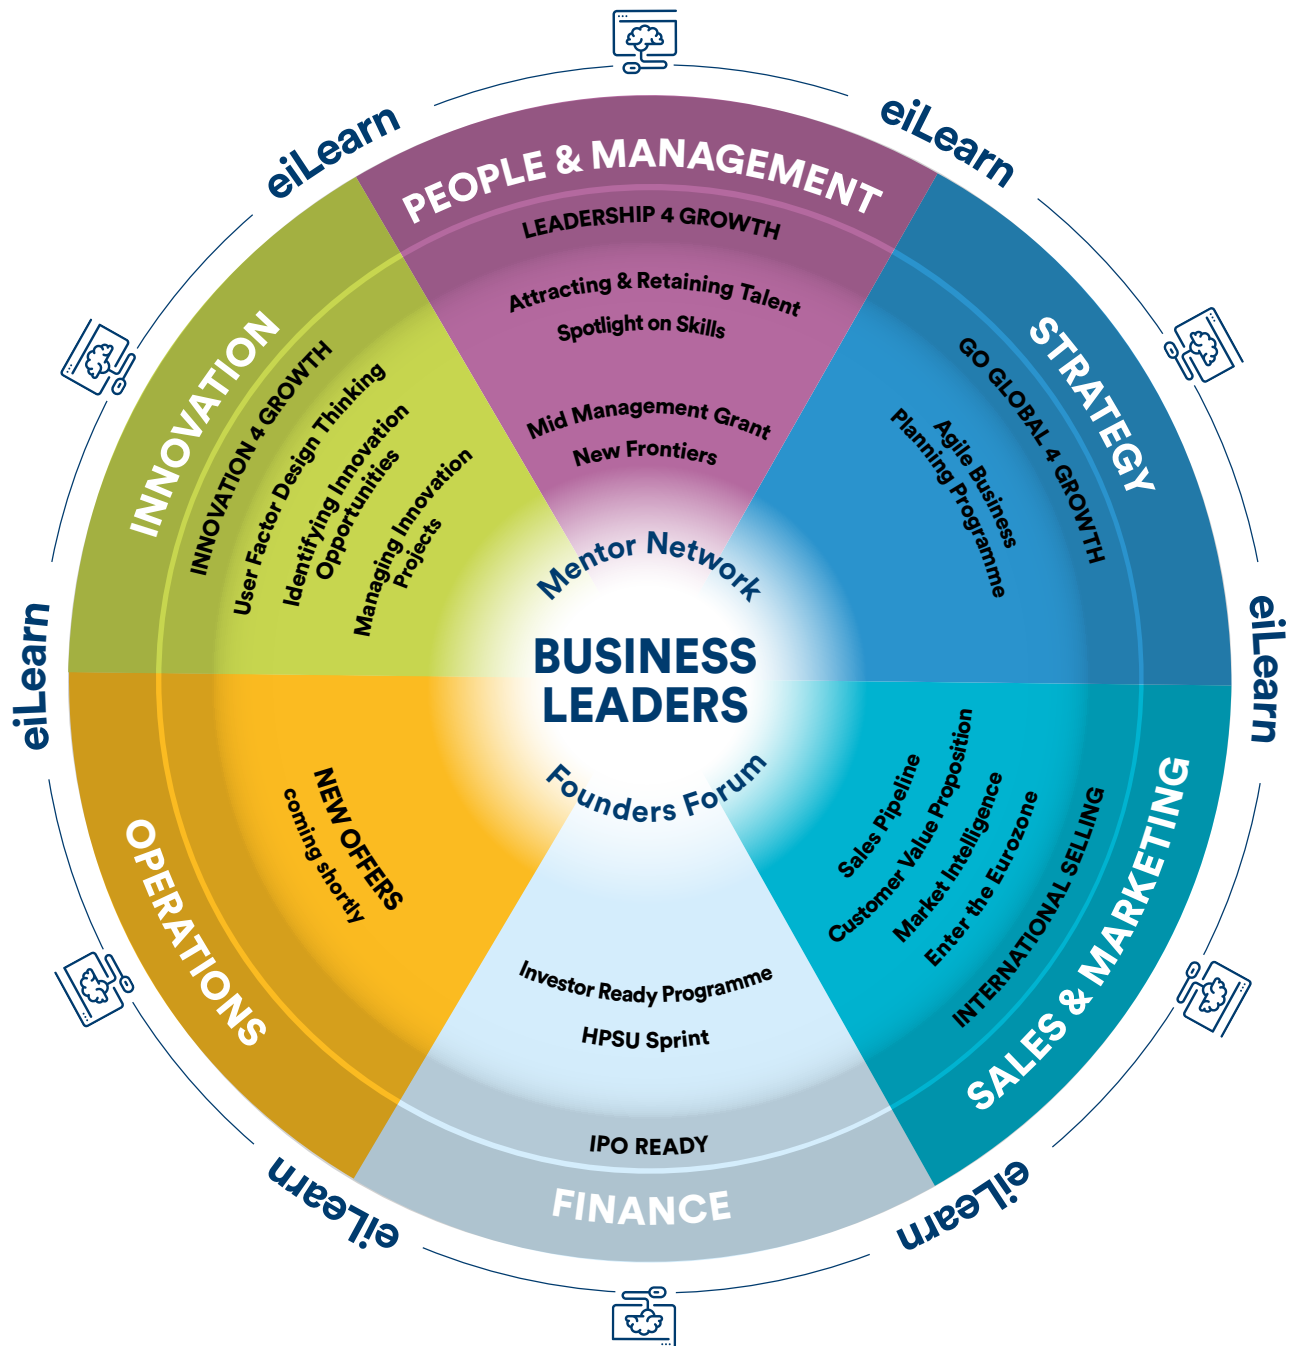 eiLearn
eiLearn
PEOPLE & MANAGEMENT
LEADERSHIP 4 GROWTH
Attracting & Retaining Talent
Spotlight on Skills
Mid Management Grant
New Frontiers
STRATEGY
GO GLOBAL 4 GROWTH
Agile Business
Planning Programme
eiLearn
SALES & MARKETING
INTERNATIONAL SELLING
Enter the Eurozone
Market Intelligence
Customer Value Proposition
Sales Pipeline
eiLearn
FINANCE
IPO READY
HPSU Sprint
Investor Ready Programme
eiLearn
OPERATIONS
NEW OFFERS
coming shortly
eiLearn
INNOVATION
INNOVATION 4 GROWTH
User Factor Design Thinking
Identifying Innovation
Opportunities
Managing Innovation
Projects
Mentor Network
BUSINESS
LEADERS
Founders Forum